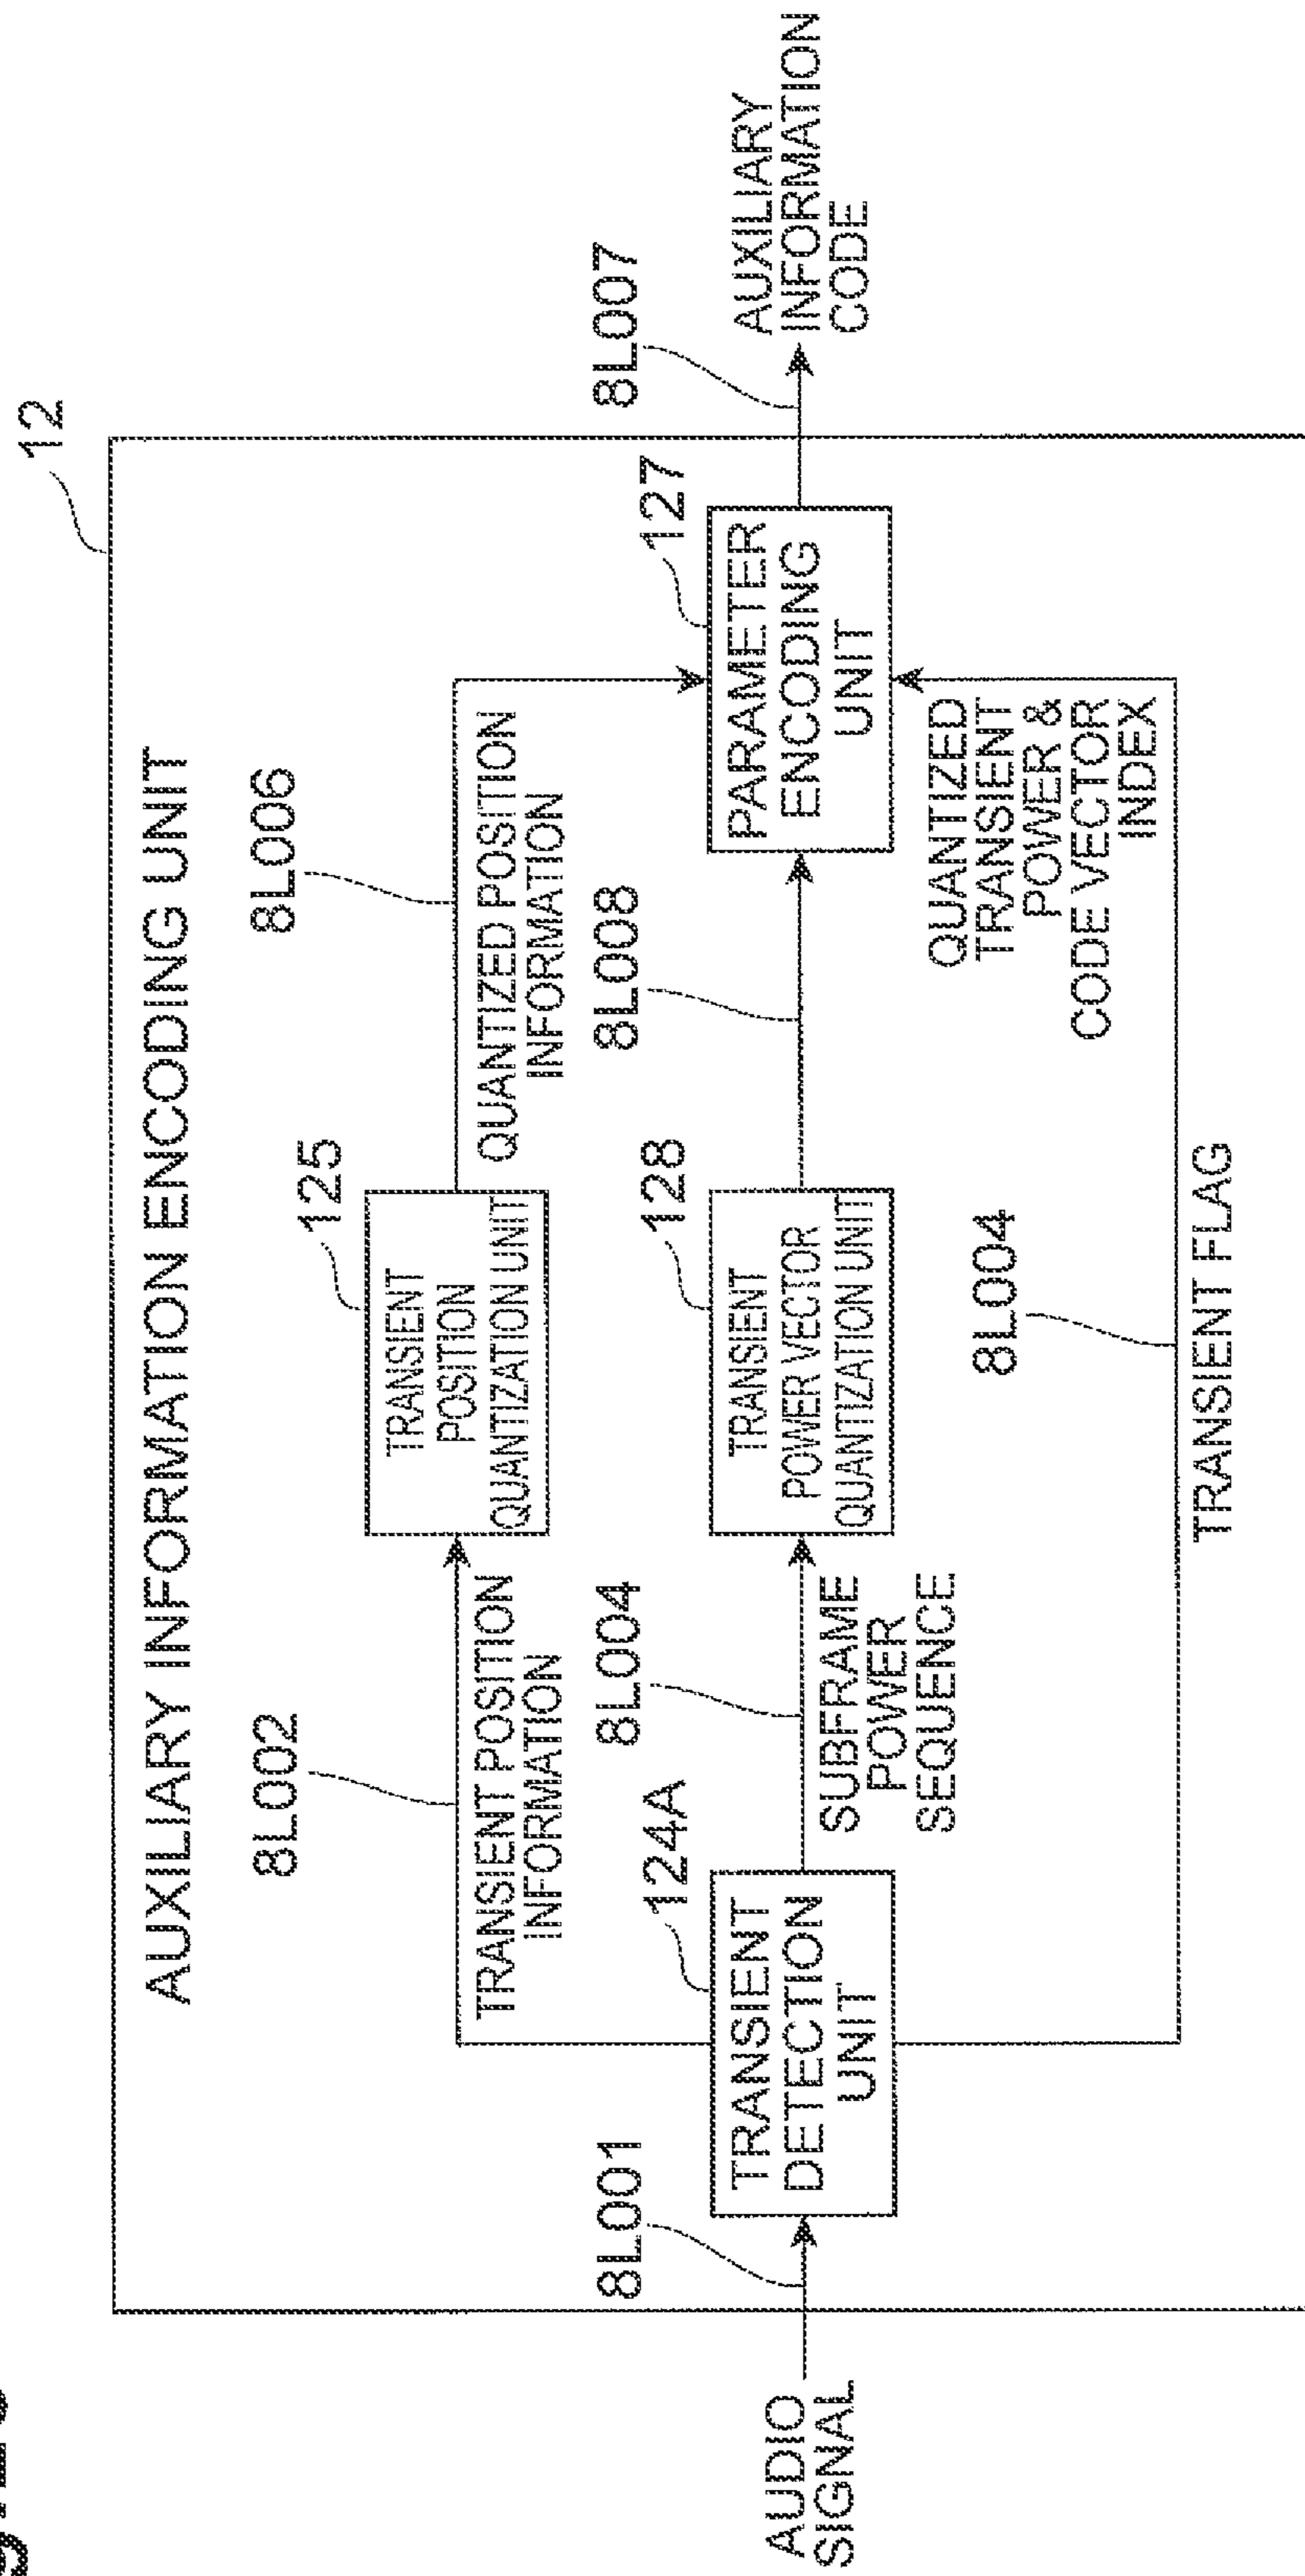 12
AUXILIARY INFORMATION ENCODING UNIT
8L002
TRANSIENT POSITION
INFORMATION
125
TRANSIENT
POSITION
QUANTIZATION UNIT
8L006
QUANTIZED POSITION
INFORMATION
AUDIO
SIGNAL
8L001
124A
TRANSIENT
DETECTION
UNIT
8L004
SUBFRAME
POWER
SEQUENCE
128
TRANSIENT
POWER VECTOR
QUANTIZATION UNIT
8L008
QUANTIZED
TRANSIENT
POWER &
CODE VECTOR
INDEX
127
PARAMETER
ENCODING
UNIT
8L007
AUXILIARY
INFORMATION
CODE
8L004
TRANSIENT FLAG